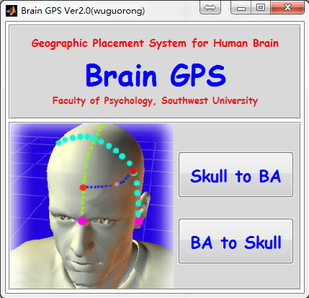 Brain GPS Ver2.0(wuguorong)
Geographic Placement System for Human Brain
Brain GPS
Faculty of Psychology, Southwest University
Skull to BA
BA to Skull